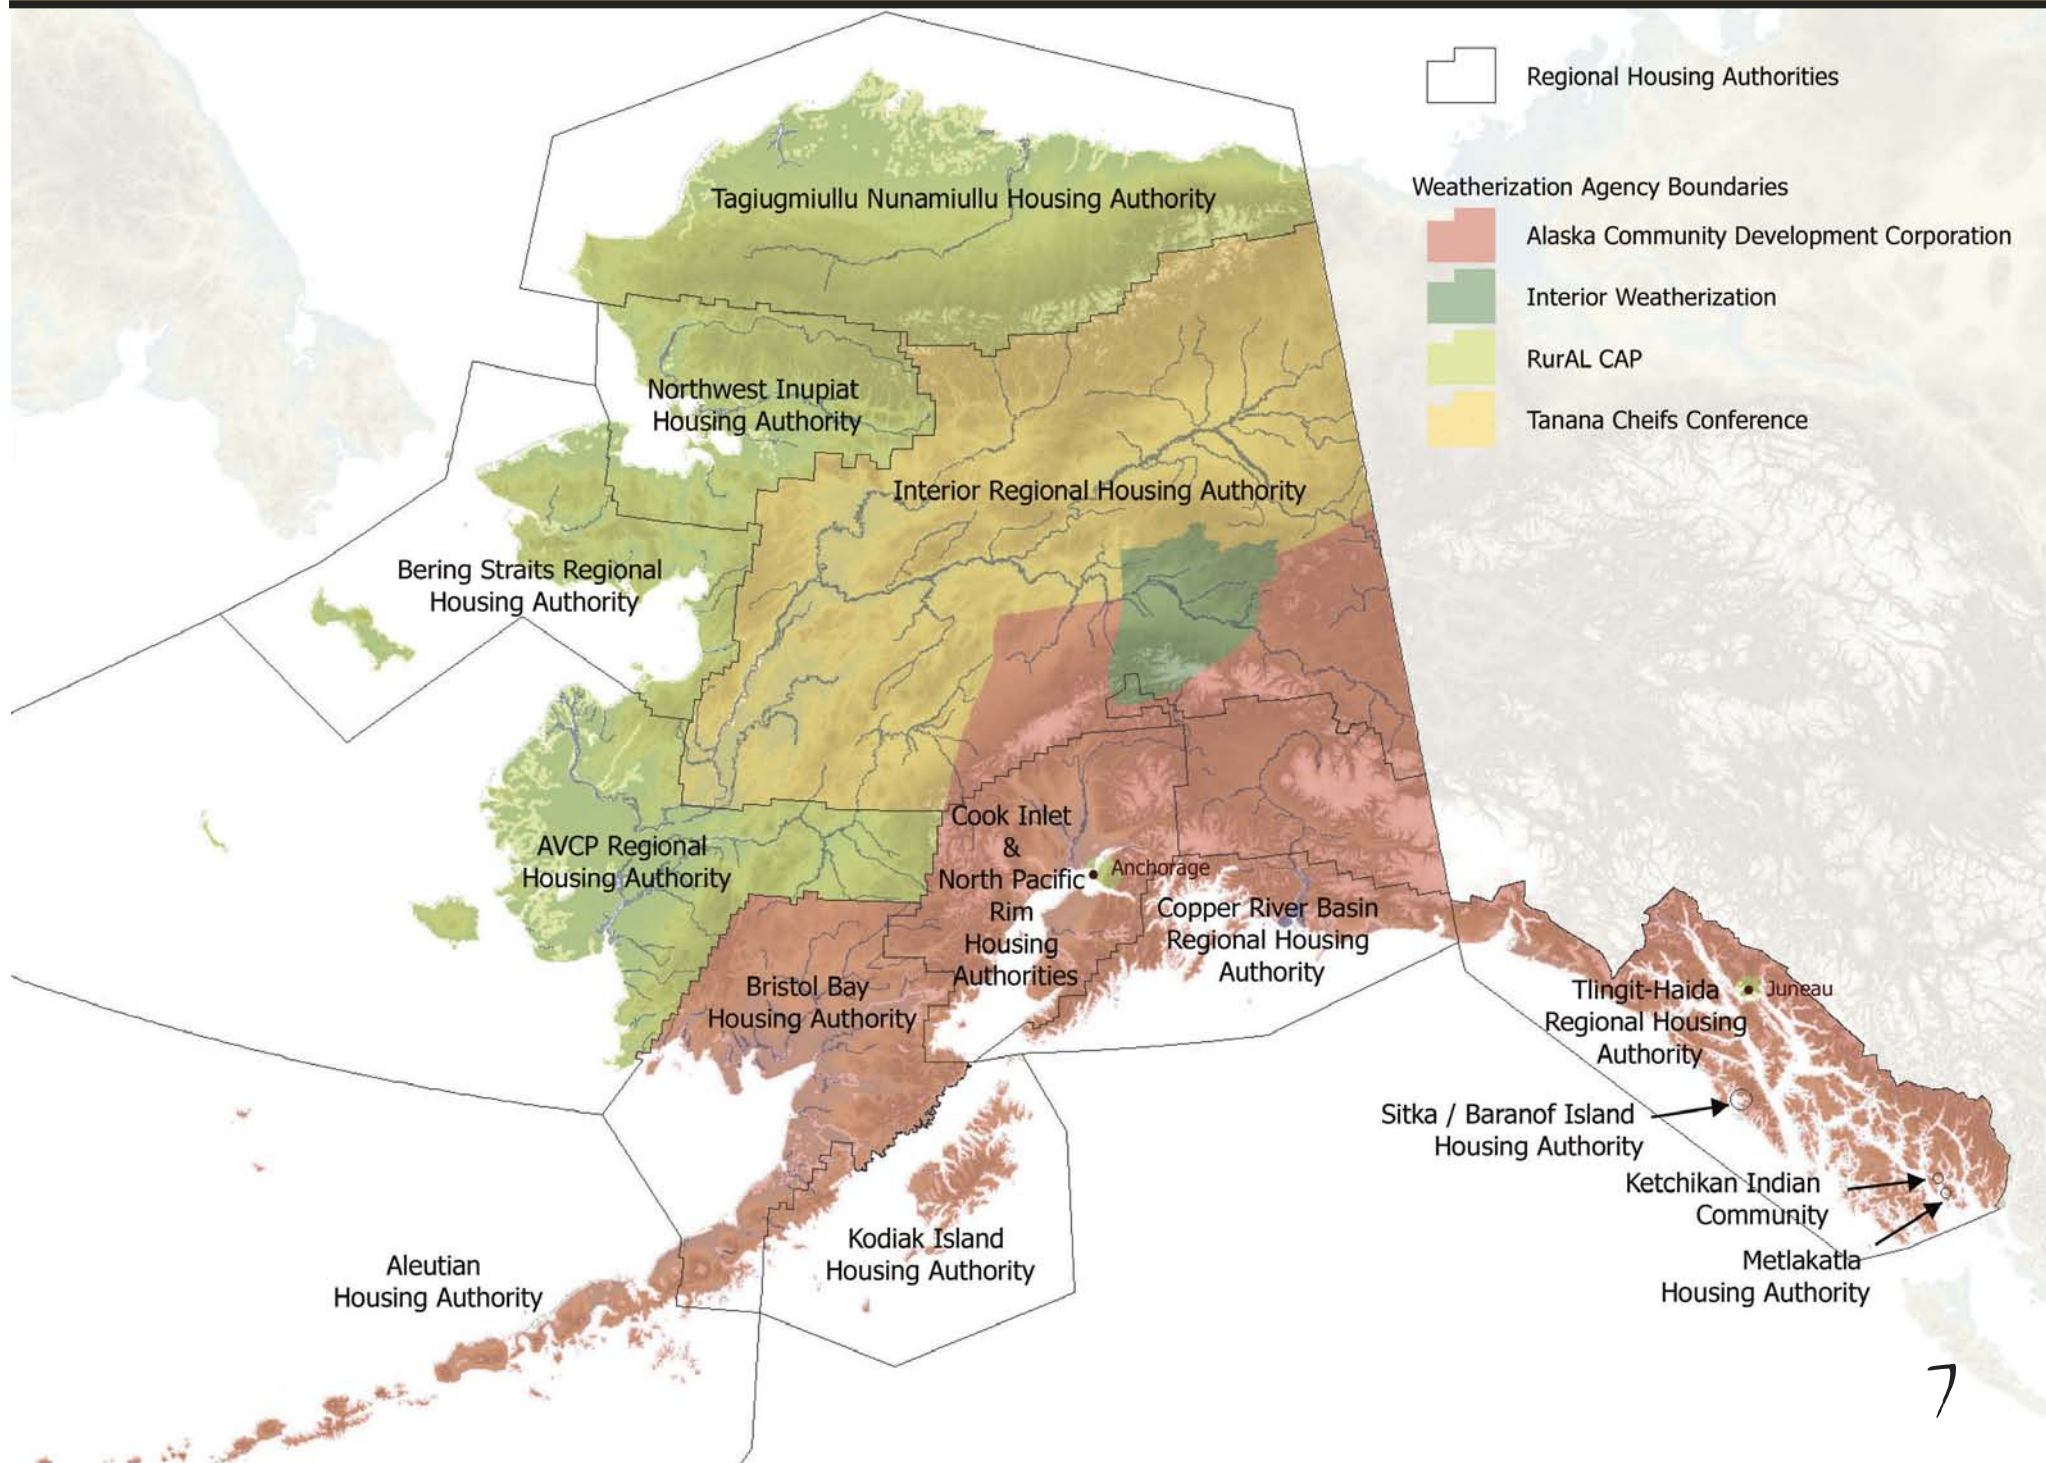 Regional Housing Authorities
Weatherization Agency Boundaries
Alaska Community Development Corporation
Interior Weatherization
RurAL CAP
Tanana Cheifs Conference
Tagiugmiullu Nunamiullu Housing Authority
Northwest Inupiat
Housing Authority
Interior Regional Housing Authority
Bering Straits Regional
Housing Authority
AVCP Regional
Housing Authority
Cook Inlet
&
North Pacific
Rim
Housing
Authorities
Anchorage
Copper River Basin
Regional Housing
Authority
Bristol Bay
Housing Authority
Tlingit-Haida
Regional Housing
Authority
Juneau
Sitka / Baranof Island
Housing Authority
Ketchikan Indian
Community
Metlakatla
Housing Authority
Kodiak Island
Housing Authority
Aleutian
Housing Authority
7